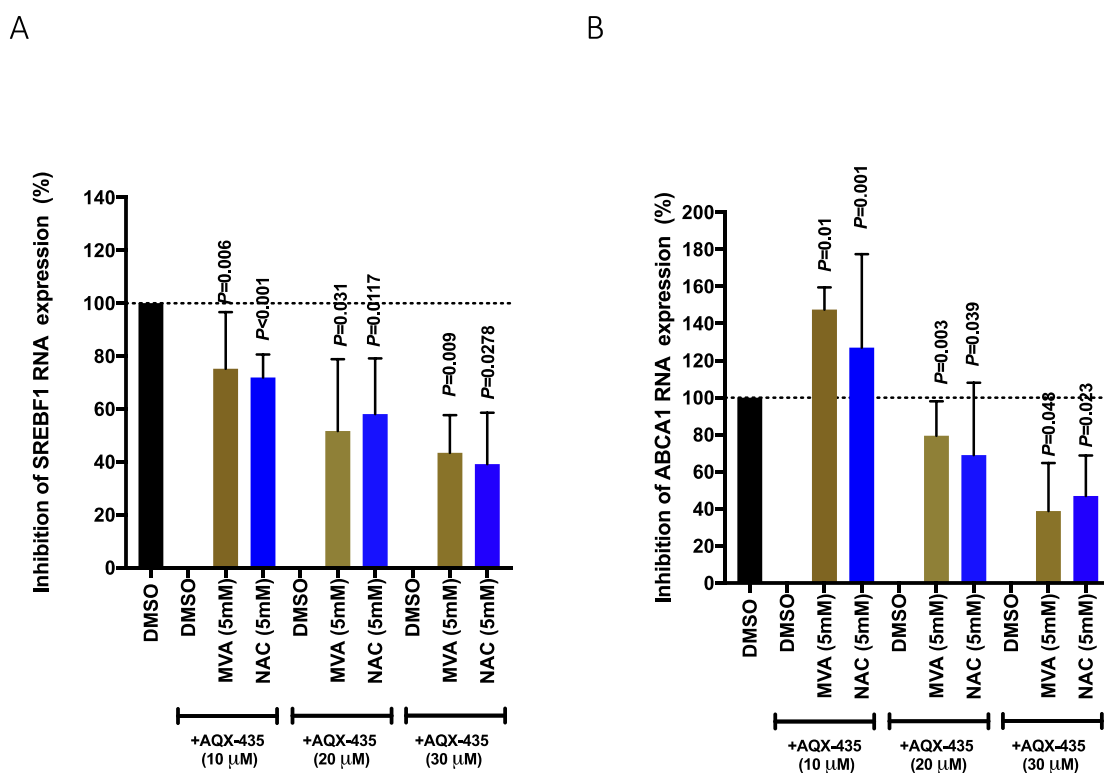 A
Inhibition of SREBF1 RNA expression (%)
140
120
100
80
60
40
20
0
P=0.006
P<0.001
P=0.031
P=0.0117
P=0.009
P=0.0278
DMSO
DMSO
MVA (5mM)
NAC (5mM)
DMSO
MVA (5mM)
NAC (5mM)
DMSO
MVA (5mM)
NAC (5mM)
+AQX-435
(10 μM)
+AQX-435
(20 μM)
+AQX-435
(30 μM)
B
Inhibition of ABCA1 RNA expression (%)
200
180
160
140
120
100
80
60
40
20
0
P=0.01
P=0.001
P=0.003
P=0.039
P=0.048
P=0.023
DMSO
DMSO
MVA (5mM)
NAC (5mM)
DMSO
MVA (5mM)
NAC (5mM)
DMSO
MVA (5mM)
NAC (5mM)
+AQX-435
(10 μM)
+AQX-435
(20 μM)
+AQX-435
(30 μM)